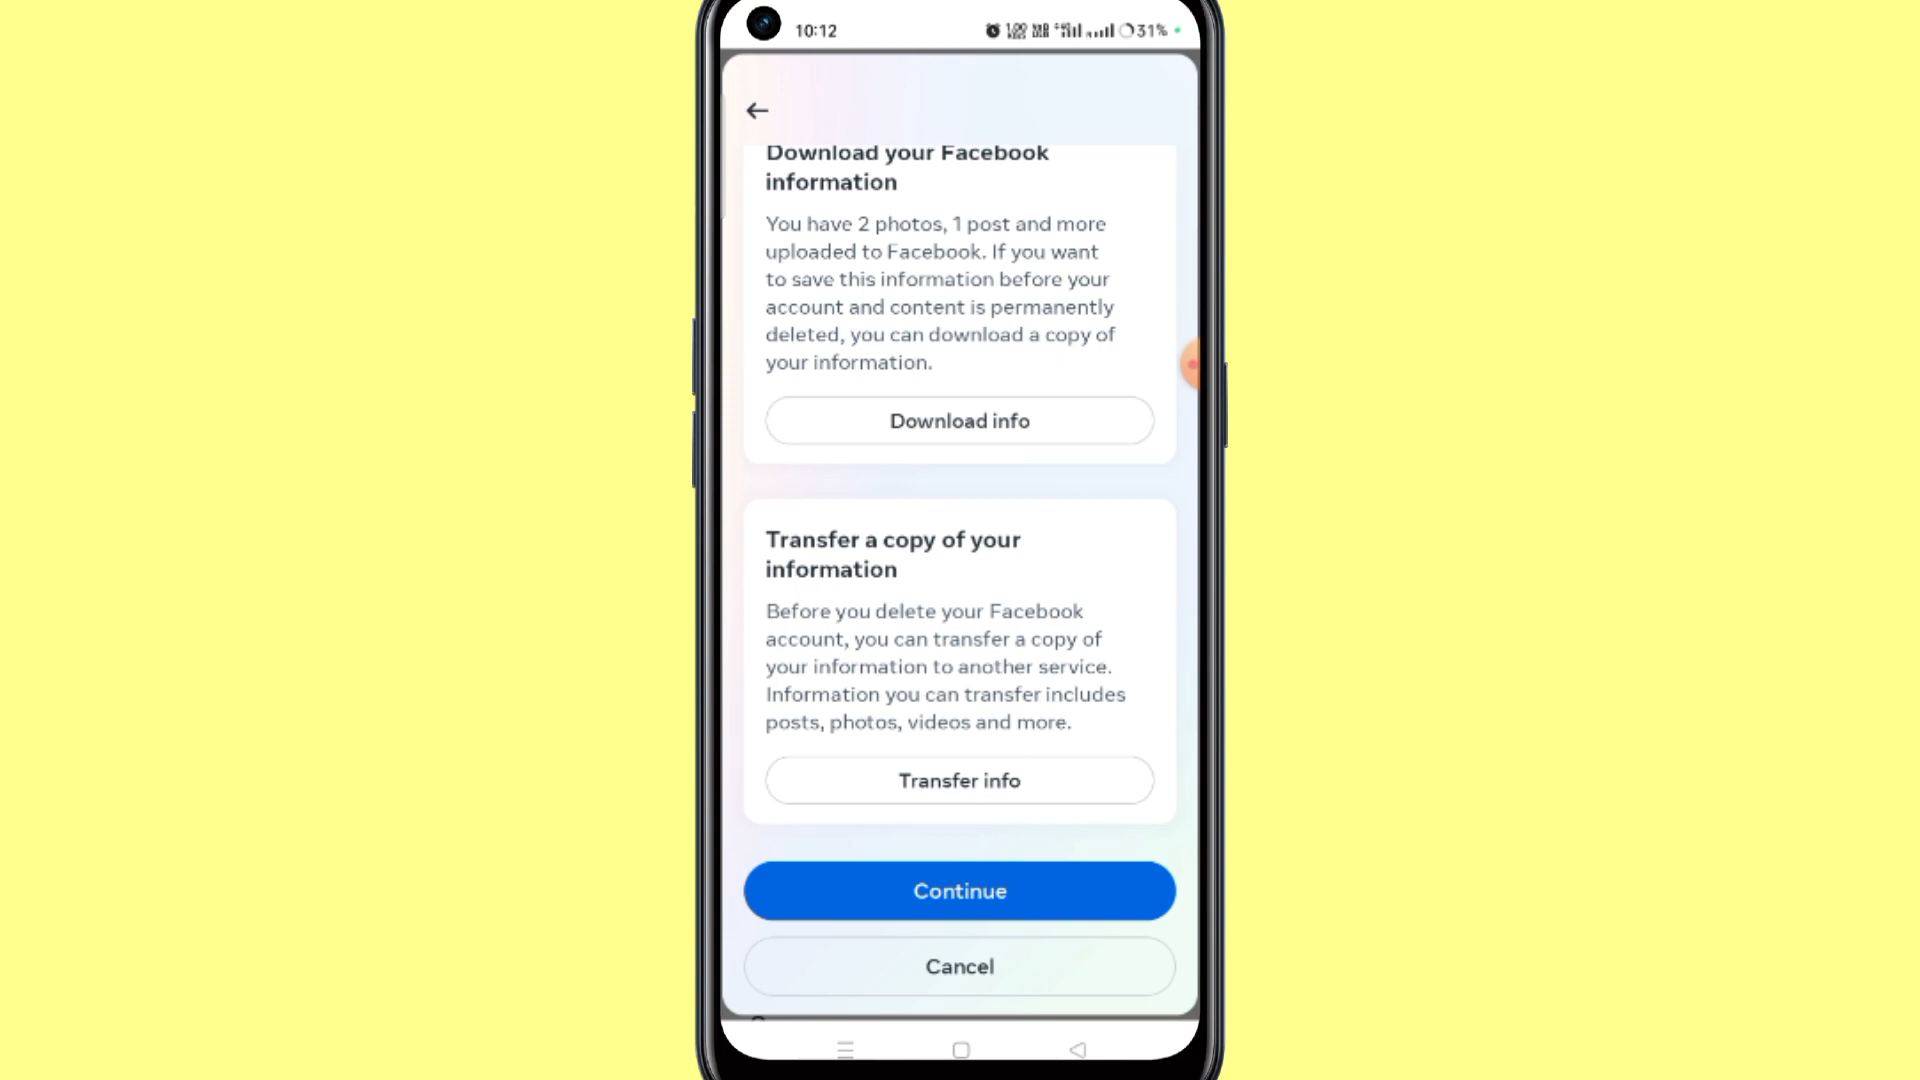 10:12
31%
Download your Facebook
information
You have 2 photos, 1 post and more
uploaded to Facebook. If you want
to save this information before your
account and content is permanently
deleted, you can download a copy of
your information.
Download info
Transfer a copy of your
information
Before you delete your Facebook
account, you can transfer a copy of
your information to another service.
Information you can transfer includes
posts, photos, videos and more.
Transfer info
Continue
Cancel